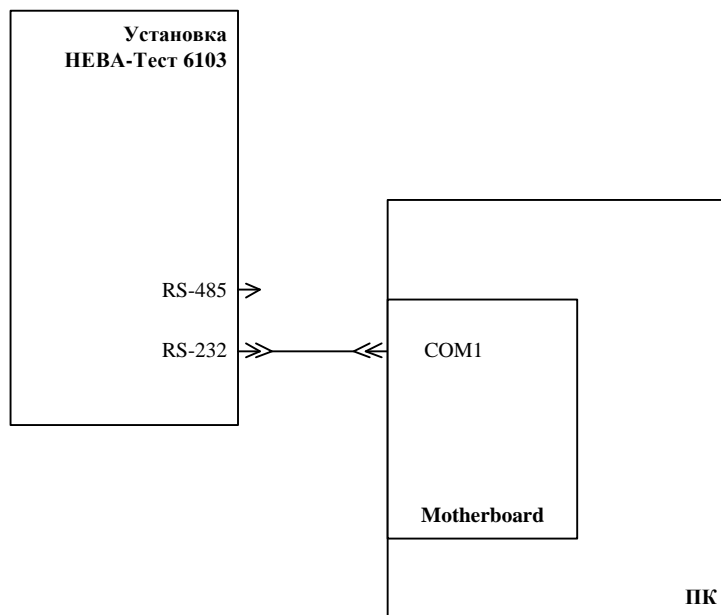 Установка
НЕВА-Тест 6103
RS-485
RS-232
COM1
Motherboard
ПК